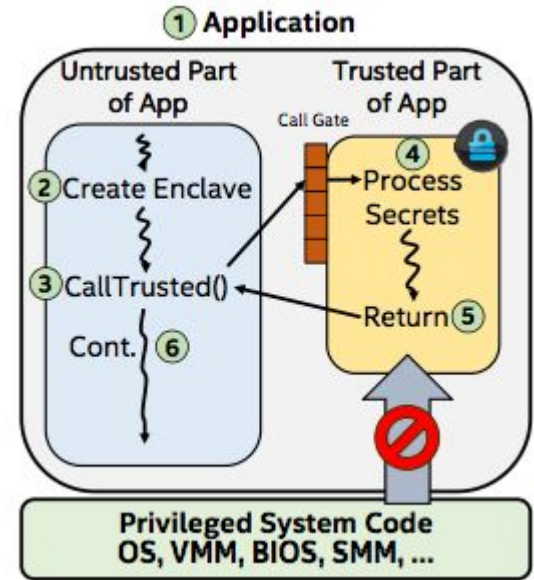 1 Application
Untrusted Part
of App
Trusted Part
of App
Call Gate
2 Create Enclave
3 CallTrusted()
Cont. 6
4
Process
Secrets
Return 5
Privileged System Code
OS, VMM, BIOS, SMM, ...